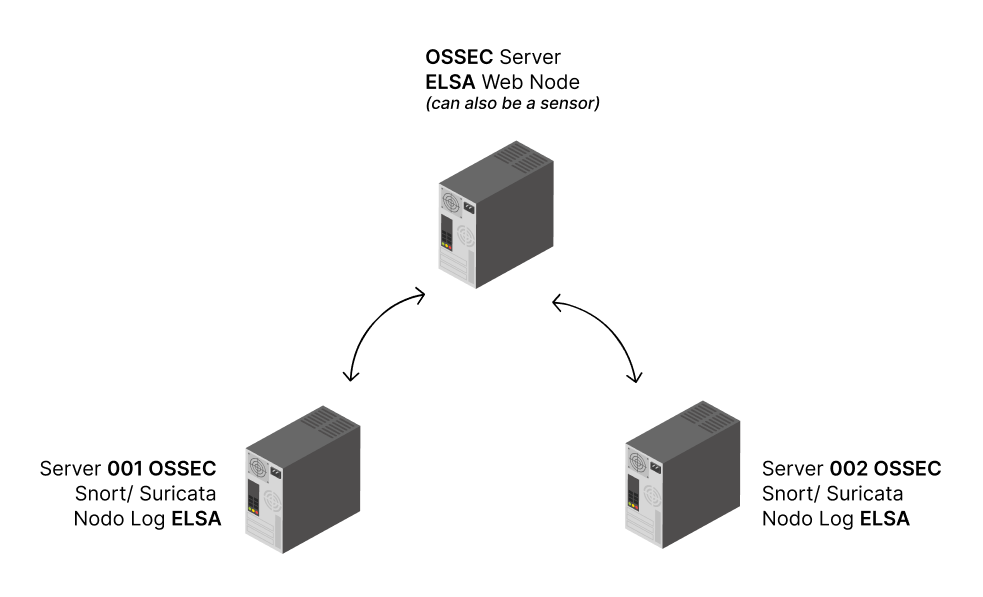 OSSEC Server
ELSA Web Node
(can also be a sensor)
Server 001 OSSEC
Snort/ Suricata
Nodo Log ELSA
Server 002 OSSEC
Snort/ Suricata
Nodo Log ELSA